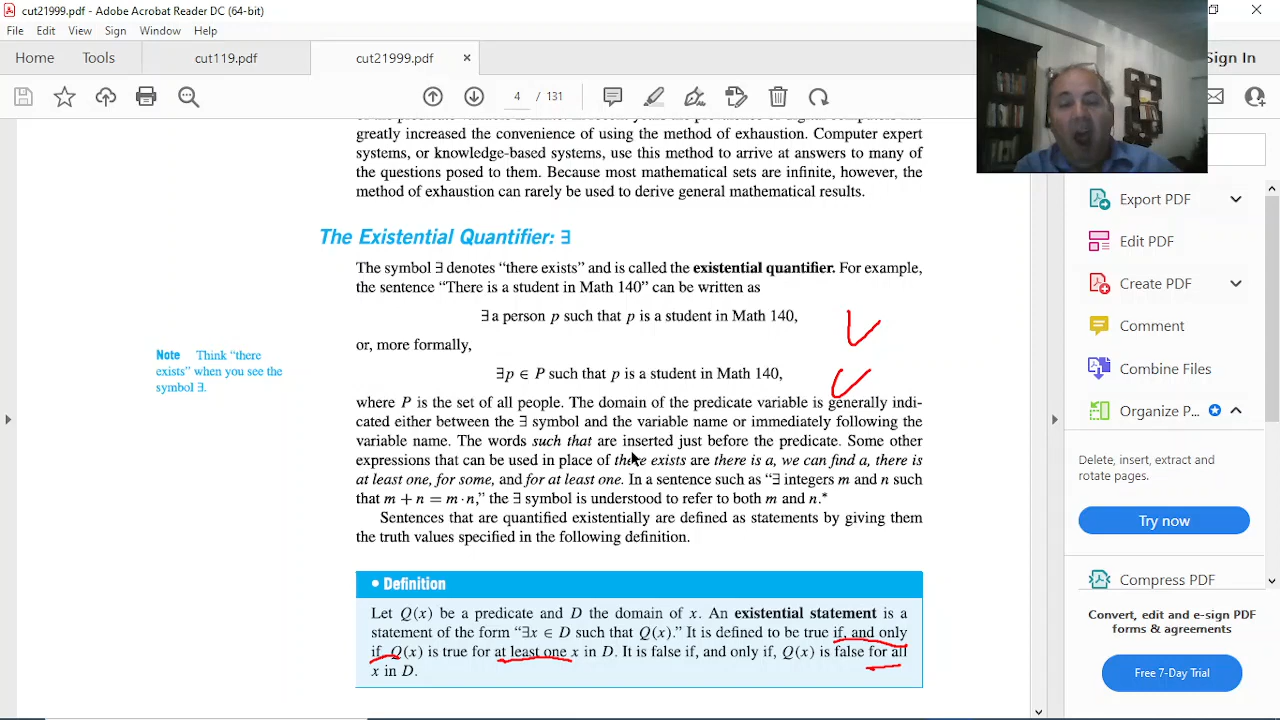 cut21999.pdf - Adobe Acrobat Reader DC (64-bit)
File Edit View Sign Window Help
Home Tools cut119.pdf cut21999.pdf × Sign In
4 / 131
greatly increased the convenience of using the method of exhaustion. Computer expert
systems, or knowledge-based systems, use this method to arrive at answers to many of
the questions posed to them. Because most mathematical sets are infinite, however, the
method of exhaustion can rarely be used to derive general mathematical results.
The Existential Quantifier: ∃
The symbol ∃ denotes “there exists” and is called the existential quantifier. For example,
the sentence “There is a student in Math 140” can be written as
∃ a person p such that p is a student in Math 140,
or, more formally,
∃p ∈ P such that p is a student in Math 140,
where P is the set of all people. The domain of the predicate variable is generally indi-
cated either between the ∃ symbol and the variable name or immediately following the
variable name. The words such that are inserted just before the predicate. Some other
expressions that can be used in place of there exists are there is a, we can find a, there is
at least one, for some, and for at least one. In a sentence such as “∃ integers m and n such
that m + n = m · n,” the ∃ symbol is understood to refer to both m and n.*
Sentences that are quantified existentially are defined as statements by giving them
the truth values specified in the following definition.
Note Think “there
exists” when you see the
symbol ∃.
• Definition
Let Q(x) be a predicate and D the domain of x. An existential statement is a
statement of the form “∃x ∈ D such that Q(x).” It is defined to be true if, and only
if, Q(x) is true for at least one x in D. It is false if, and only if, Q(x) is false for all
x in D.
Export PDF
Edit PDF
Create PDF
Comment
Combine Files
Organize P...
Delete, insert, extract and
rotate pages.
Try now
Compress PDF
Convert, edit and e-sign PDF
forms & agreements
Free 7-Day Trial